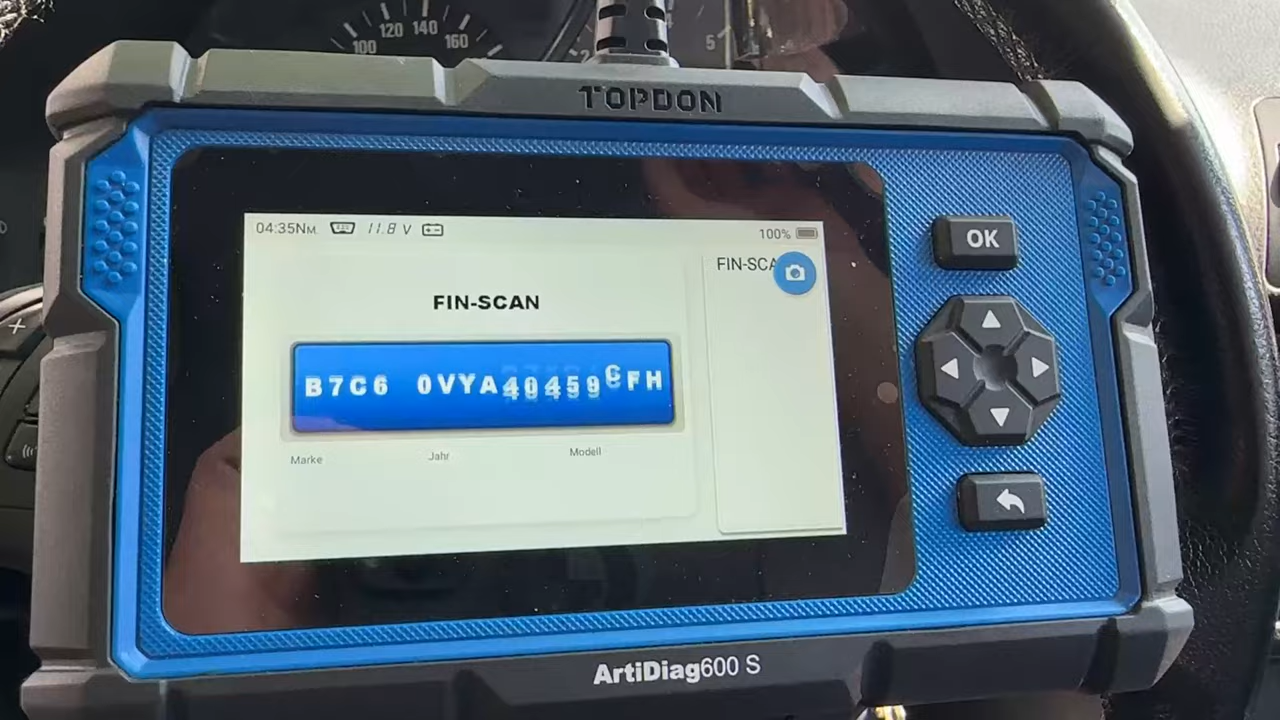 120 140
100 160
5
TOPDON
04:35NM. 11.8 V 100%
FIN-SCA
FIN-SCAN
B7C6 0VYA40459CFH
Marke Jahr Modell
OK
ArtiDiag600 S